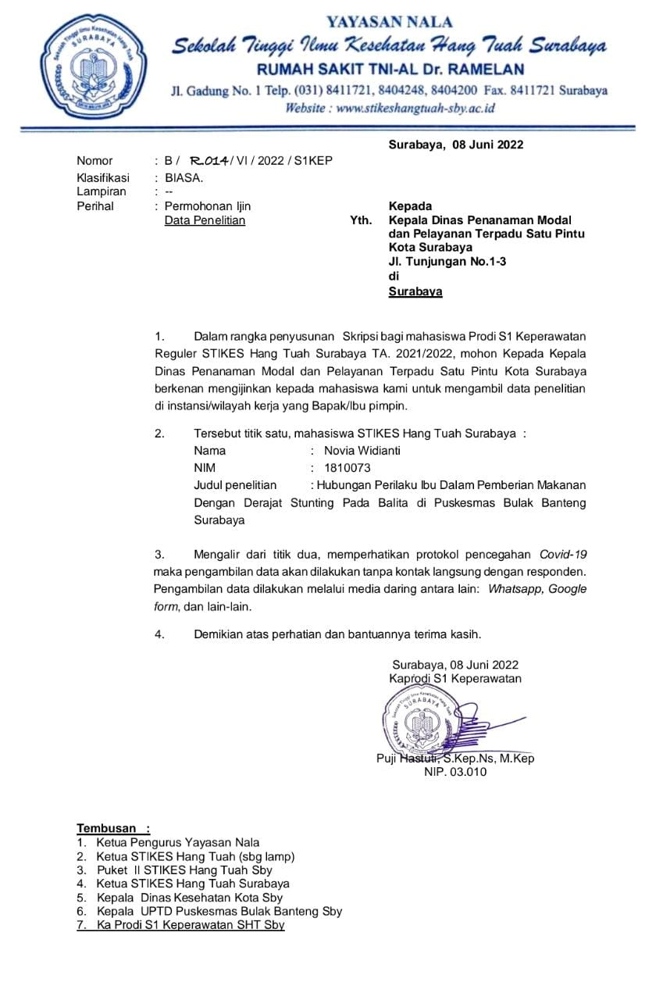 YAYASAN NALA
Sekolah Tinggi Ilmu Kesehatan Hang Tuah Surabaya
RUMAH SAKIT TNI-AL Dr. RAMELAN
Jl. Gadung No. 1 Telp. (031) 8411721, 8404248, 8404200 Fax. 8411721 Surabaya
Website : www.stikeshangtuah-sby.ac.id
Sekolah Tinggi Ilmu Kesehatan Hang Tuah
SURABAYA
Surabaya, 08 Juni 2022
Nomor : B / R.014 / VI / 2022 / S1KEP
Klasifikasi : BIASA.
Lampiran : --
Perihal : Permohonan Ijin
Data Penelitian
Kepada
Yth. Kepala Dinas Penanaman Modal
dan Pelayanan Terpadu Satu Pintu
Kota Surabaya
Jl. Tunjungan No.1-3
di
Surabaya
1. Dalam rangka penyusunan Skripsi bagi mahasiswa Prodi S1 Keperawatan
Reguler STIKES Hang Tuah Surabaya TA. 2021/2022, mohon Kepada Kepala
Dinas Penanaman Modal dan Pelayanan Terpadu Satu Pintu Kota Surabaya
berkenan mengijinkan kepada mahasiswa kami untuk mengambil data penelitian
di instansi/wilayah kerja yang Bapak/Ibu pimpin.
2. Tersebut titik satu, mahasiswa STIKES Hang Tuah Surabaya :
Nama : Novia Widianti
NIM : 1810073
Judul penelitian : Hubungan Perilaku Ibu Dalam Pemberian Makanan
Dengan Derajat Stunting Pada Balita di Puskesmas Bulak Banteng
Surabaya
3. Mengalir dari titik dua, memperhatikan protokol pencegahan Covid-19
maka pengambilan data akan dilakukan tanpa kontak langsung dengan responden.
Pengambilan data dilakukan melalui media daring antara lain: Whatsapp, Google
form, dan lain-lain.
4. Demikian atas perhatian dan bantuannya terima kasih.
Surabaya, 08 Juni 2022
Kaprodi S1 Keperawatan
Sekolah Tinggi Ilmu Kesehatan Hang Tuah
SURABAYA
Puji Hastuti, S.Kep.Ns, M.Kep
NIP. 03.010
Tembusan :
1. Ketua Pengurus Yayasan Nala
2. Ketua STIKES Hang Tuah (sbg lamp)
3. Puket II STIKES Hang Tuah Sby
4. Ketua STIKES Hang Tuah Surabaya
5. Kepala Dinas Kesehatan Kota Sby
6. Kepala UPTD Puskesmas Bulak Banteng Sby
7. Ka Prodi S1 Keperawatan SHT Sby